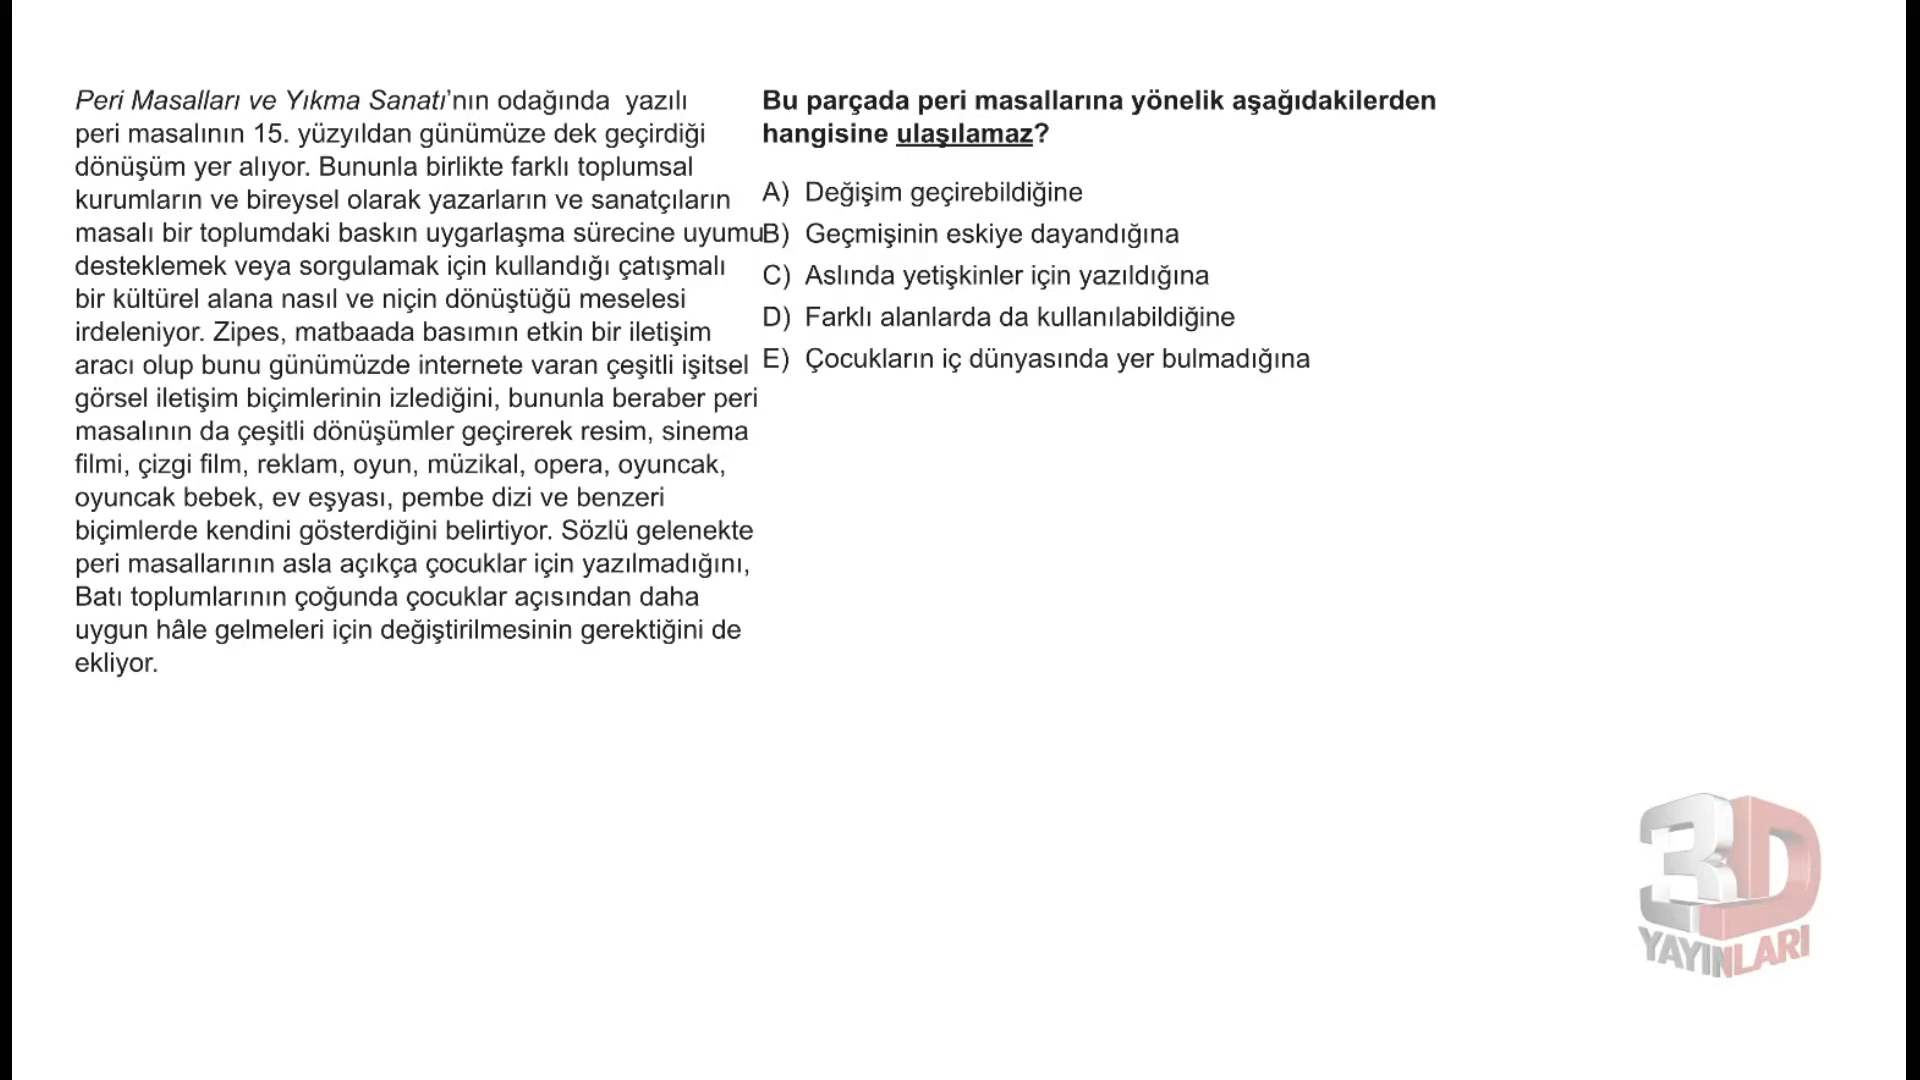 Peri Masalları ve Yıkma Sanatı'nın odağında yazılı
peri masalının 15. yüzyıldan günümüze dek geçirdiği
dönüşüm yer alıyor. Bununla birlikte farklı toplumsal
kurumların ve bireysel olarak yazarların ve sanatçıların
masalı bir toplumdaki baskın uygarlaşma sürecine uyumu
desteklemek veya sorgulamak için kullandığı çatışmalı
bir kültürel alana nasıl ve niçin dönüştüğü meselesi
irdeleniyor. Zipes, matbaada basımın etkin bir iletişim
aracı olup bunu günümüzde internete varan çeşitli işitsel
görsel iletişim biçimlerinin izlediğini, bununla beraber peri
masalının da çeşitli dönüşümler geçirerek resim, sinema
filmi, çizgi film, reklam, oyun, müzikal, opera, oyuncak,
oyuncak bebek, ev eşyası, pembe dizi ve benzeri
biçimlerde kendini gösterdiğini belirtiyor. Sözlü gelenekte
peri masallarının asla açıkça çocuklar için yazılmadığını,
Batı toplumlarının çoğunda çocuklar açısından daha
uygun hâle gelmeleri için değiştirilmesinin gerektiğini de
ekliyor.
Bu parçada peri masallarına yönelik aşağıdakilerden
hangisine ulaşılamaz?
A) Değişim geçirebildiğine
B) Geçmişinin eskiye dayandığına
C) Aslında yetişkinler için yazıldığına
D) Farklı alanlarda da kullanılabildiğine
E) Çocukların iç dünyasında yer bulmadığına
3D
YAYINLARI